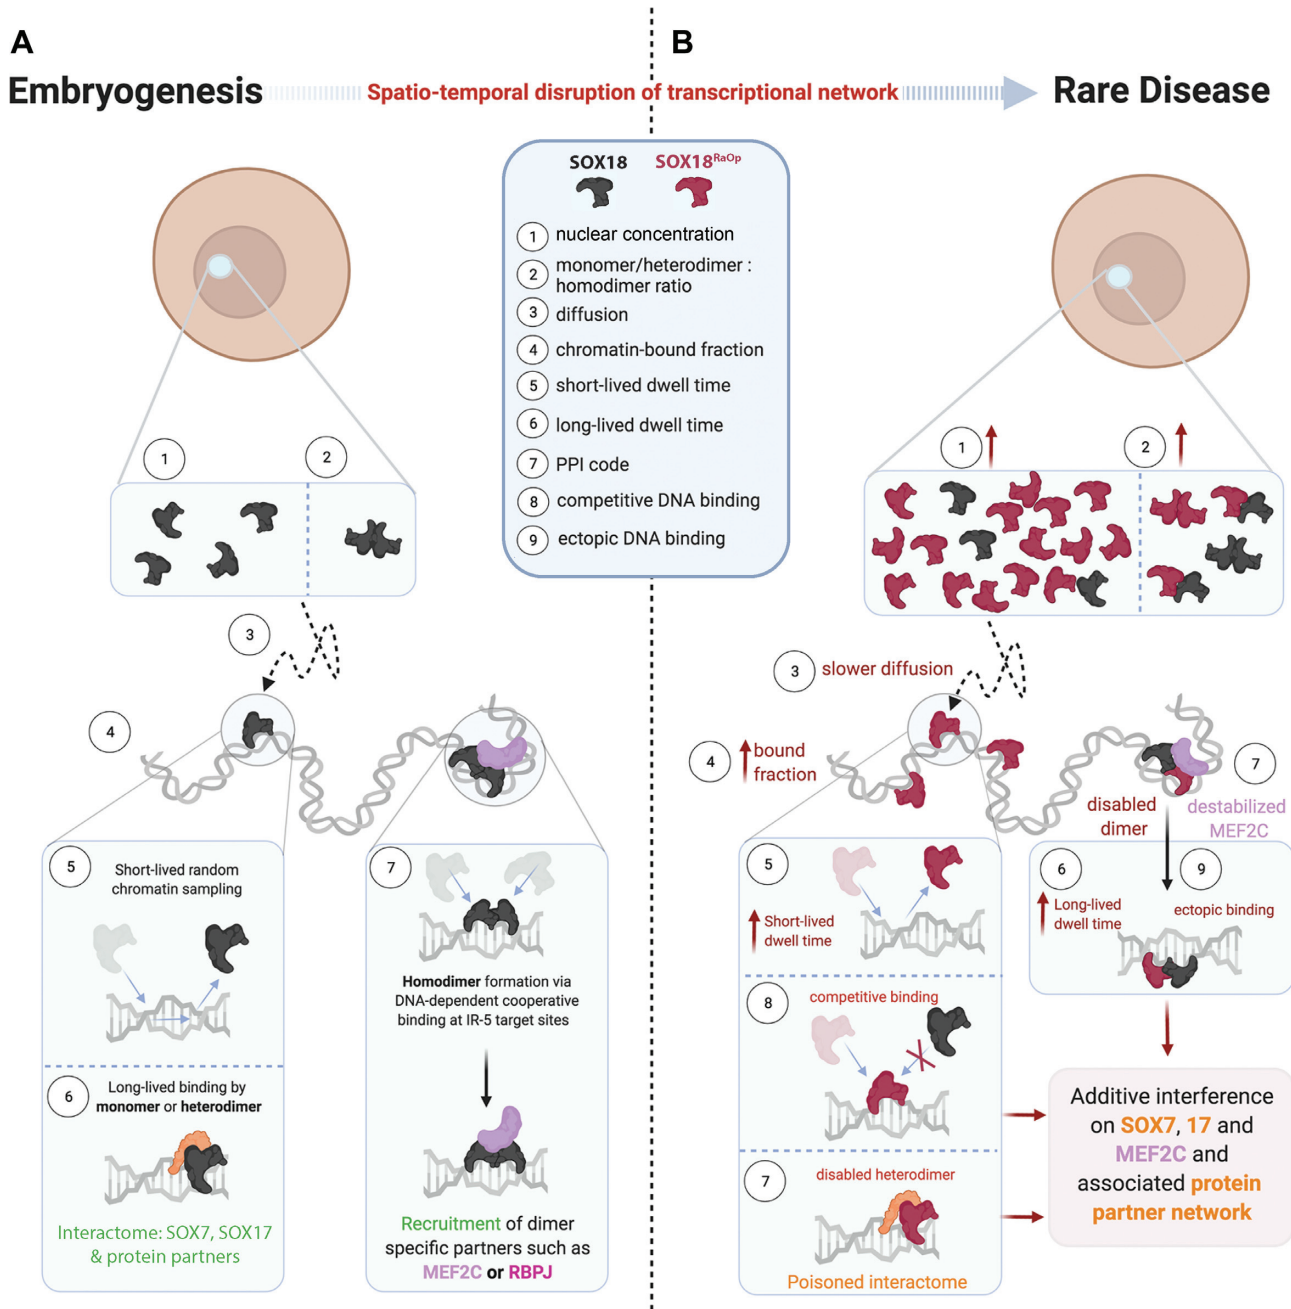 A
B
Embryogenesis
Spatio-temporal disruption of transcriptional network
Rare Disease
SOX18
SOX18RaOp
1 nuclear concentration
2 monomer/heterodimer :
homodimer ratio
3 diffusion
4 chromatin-bound fraction
5 short-lived dwell time
6 long-lived dwell time
7 PPI code
8 competitive DNA binding
9 ectopic DNA binding
1
2
3
4
5
Short-lived random
chromatin sampling
6
Long-lived binding by
monomer or heterodimer
Interactome: SOX7, SOX17
& protein partners
7
Homodimer formation via
DNA-dependent cooperative
binding at IR-5 target sites
Recruitment of dimer
specific partners such as
MEF2C or RBPJ
1
2
3 slower diffusion
4 bound
fraction
7
disabled
dimer
destabilized
MEF2C
5
Short-lived
dwell time
6
Long-lived
dwell time
9
ectopic binding
8
competitive binding
7
disabled heterodimer
Poisoned interactome
Additive interference
on SOX7, 17 and
MEF2C and
associated protein
partner network